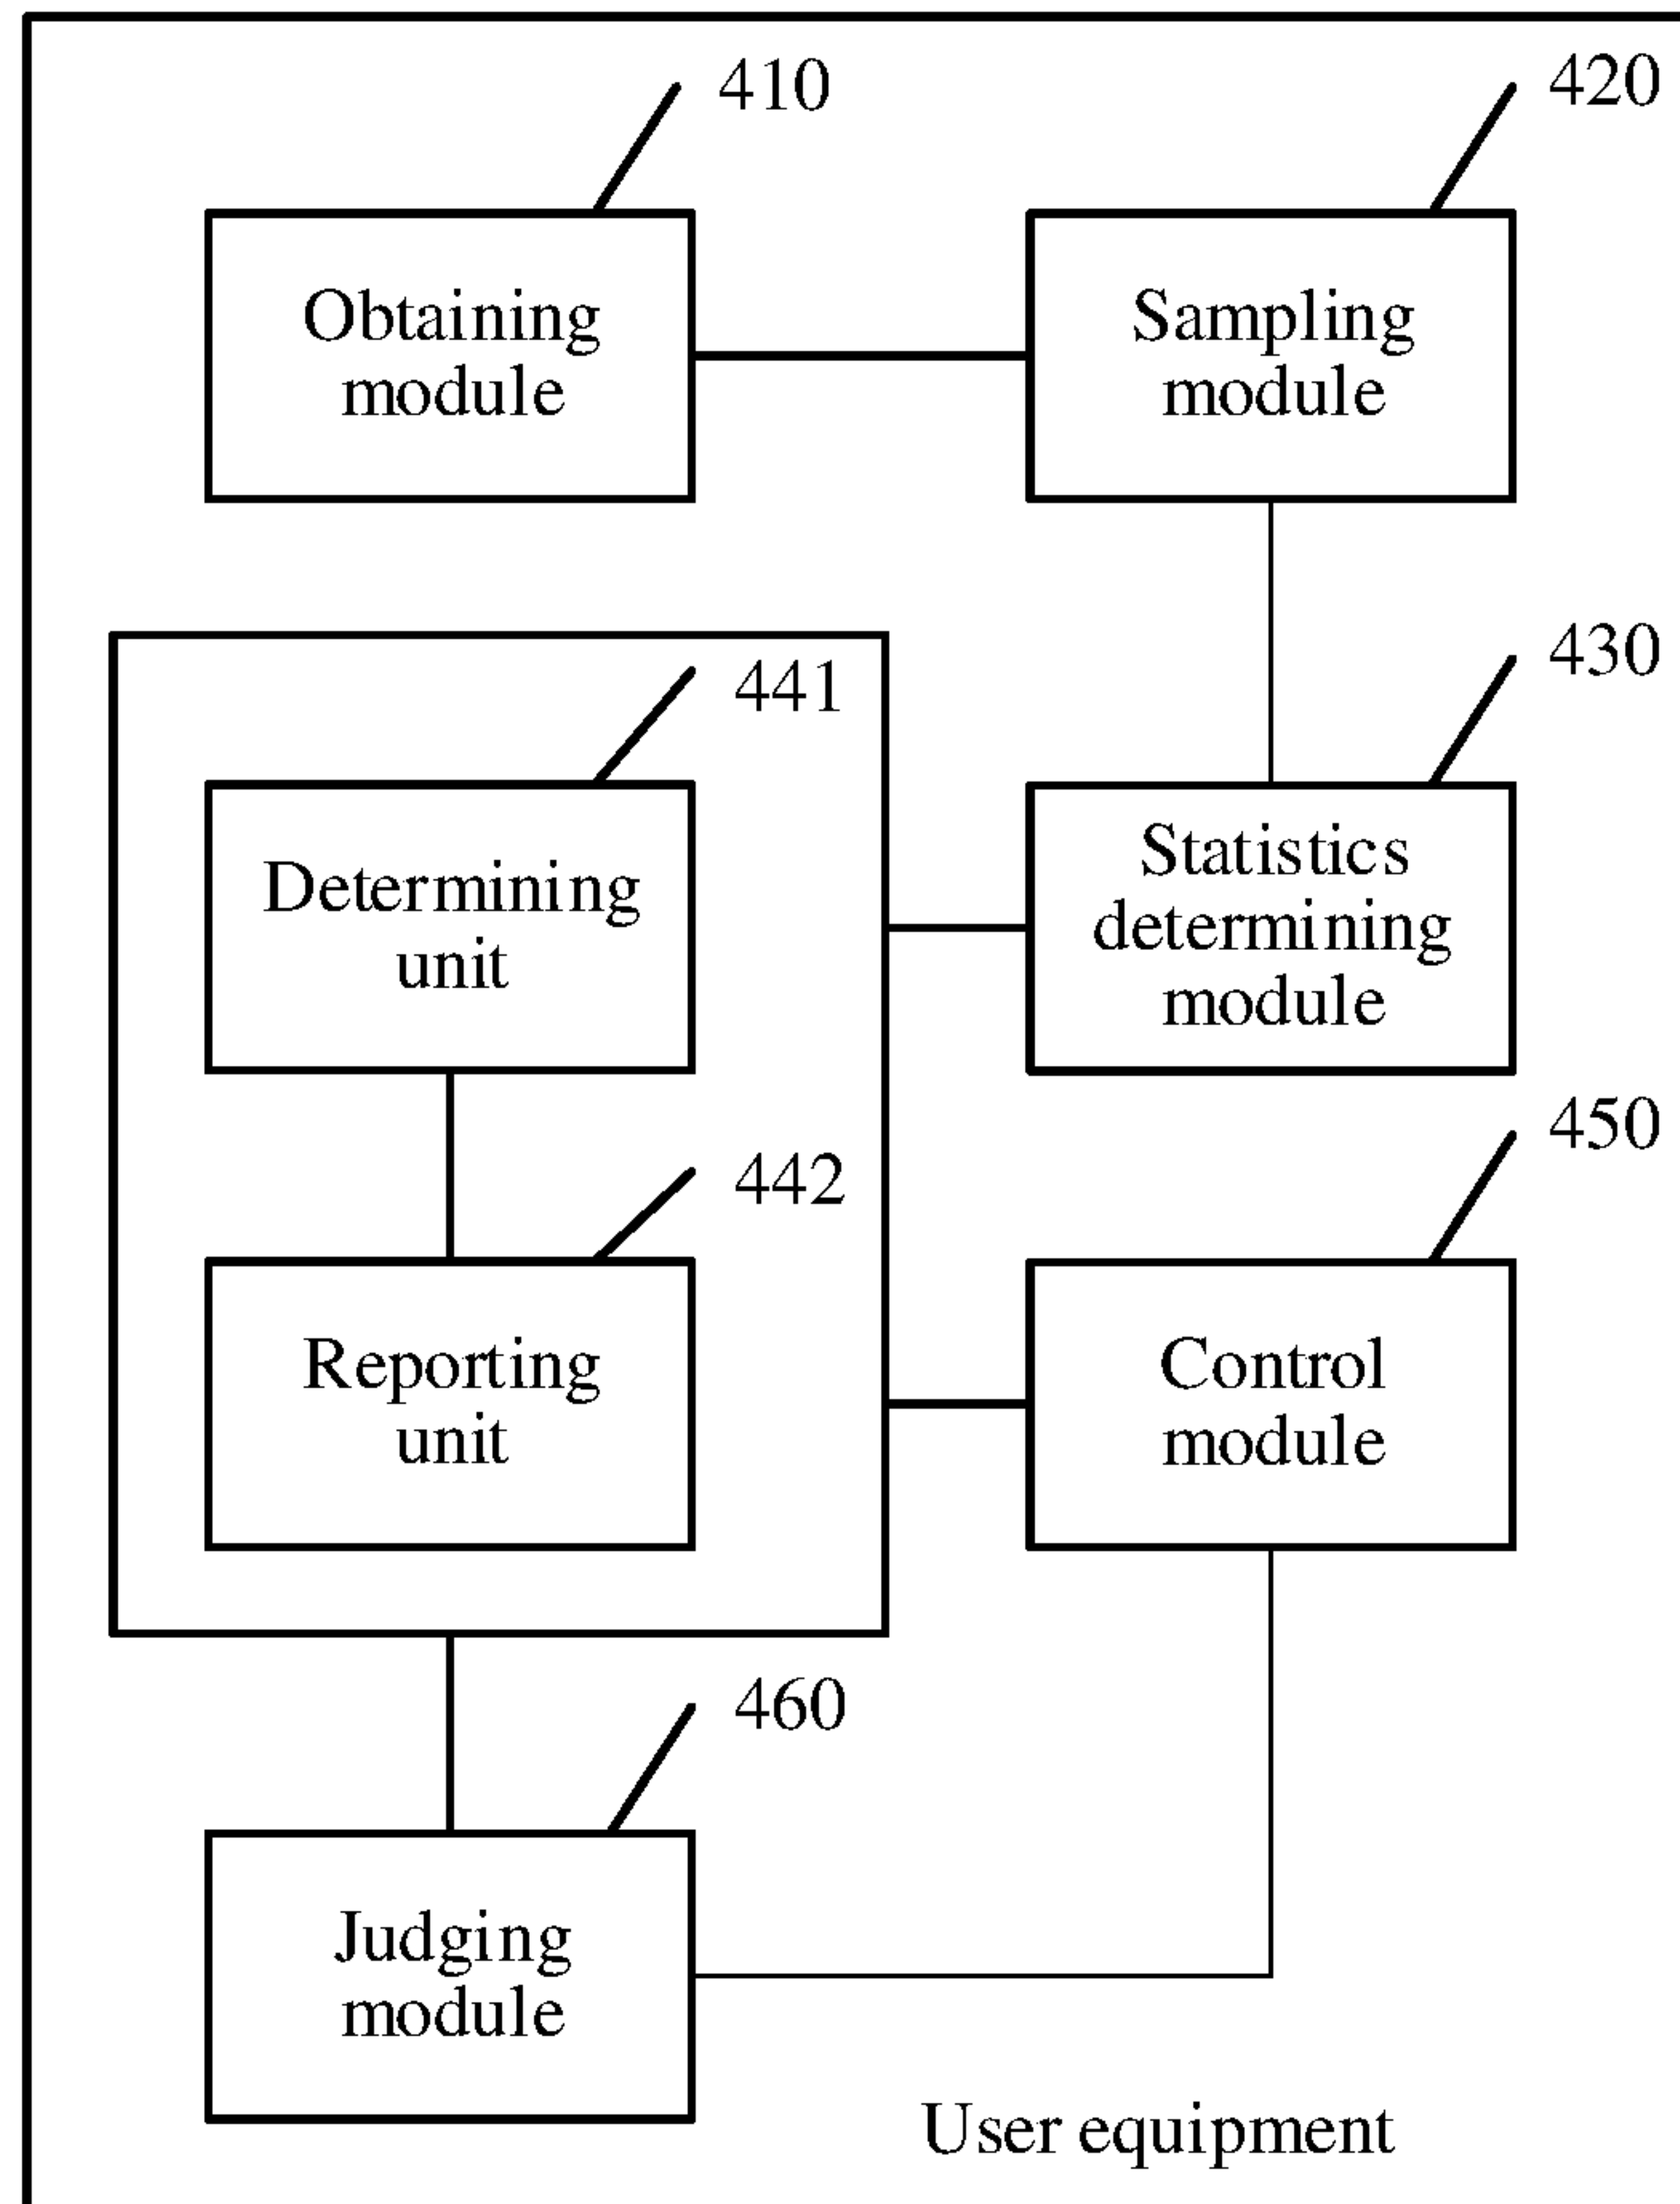 410
420
Obtaining
module
Sampling
module
441
430
Determining
unit
Statistics
determining
module
442
450
Reporting
unit
Control
module
460
Judging
module
User equipment